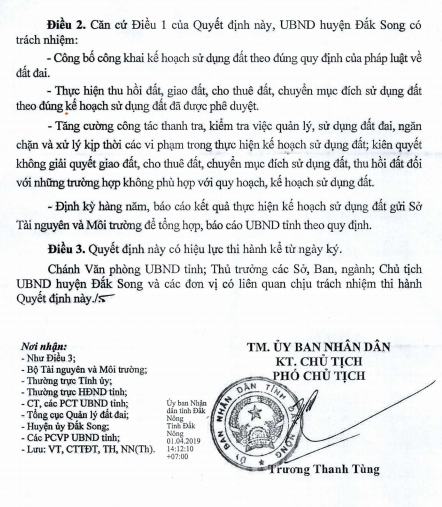 Điều 2. Căn cứ Điều 1 của Quyết định này, UBND huyện Đắk Song có
trách nhiệm:
- Công bố công khai kế hoạch sử dụng đất theo đúng quy định của pháp luật về
đất đai.
- Thực hiện thu hồi đất, giao đất, cho thuê đất, chuyển mục đích sử dụng đất
theo đúng kế hoạch sử dụng đất đã được phê duyệt.
- Tăng cường công tác thanh tra, kiểm tra việc quản lý, sử dụng đất đai, ngăn
chặn và xử lý kịp thời các vi phạm trong thực hiện kế hoạch sử dụng đất; kiên quyết
không giải quyết giao đất, cho thuê đất, chuyển mục đích sử dụng đất, thu hồi đất đối
với những trường hợp không phù hợp với quy hoạch, kế hoạch sử dụng đất.
- Định kỳ hàng năm, báo cáo kết quả thực hiện kế hoạch sử dụng đất gửi Sở
Tài nguyên và Môi trường để tổng hợp, báo cáo UBND tỉnh theo quy định.
Điều 3. Quyết định này có hiệu lực thi hành kể từ ngày ký.
Chánh Văn phòng UBND tỉnh; Thủ trưởng các Sở, Ban, ngành; Chủ tịch
UBND huyện Đắk Song và các đơn vị có liên quan chịu trách nhiệm thi hành
Quyết định này./.
Nơi nhận:
- Như Điều 3;
- Bộ Tài nguyên và Môi trường;
- Thường trực Tỉnh ủy;
- Thường trực HĐND tỉnh;
- CT, các PCT UBND tỉnh;
- Tổng cục Quản lý đất đai;
- Huyện ủy Đắk Song;
- Các PCVP UBND tỉnh;
- Lưu: VT, CTTĐT, TH, NN(Th).
Ủy ban Nhân
dân tỉnh Đắk
Nông
Tỉnh Đắk
Nông
01.04.2019
14:12:10
+07:00
TM. ỦY BAN NHÂN DÂN
KT. CHỦ TỊCH
PHÓ CHỦ TỊCH
ỦY BAN NHÂN DÂN TỈNH ĐẮK NÔNG
Trương Thanh Tùng